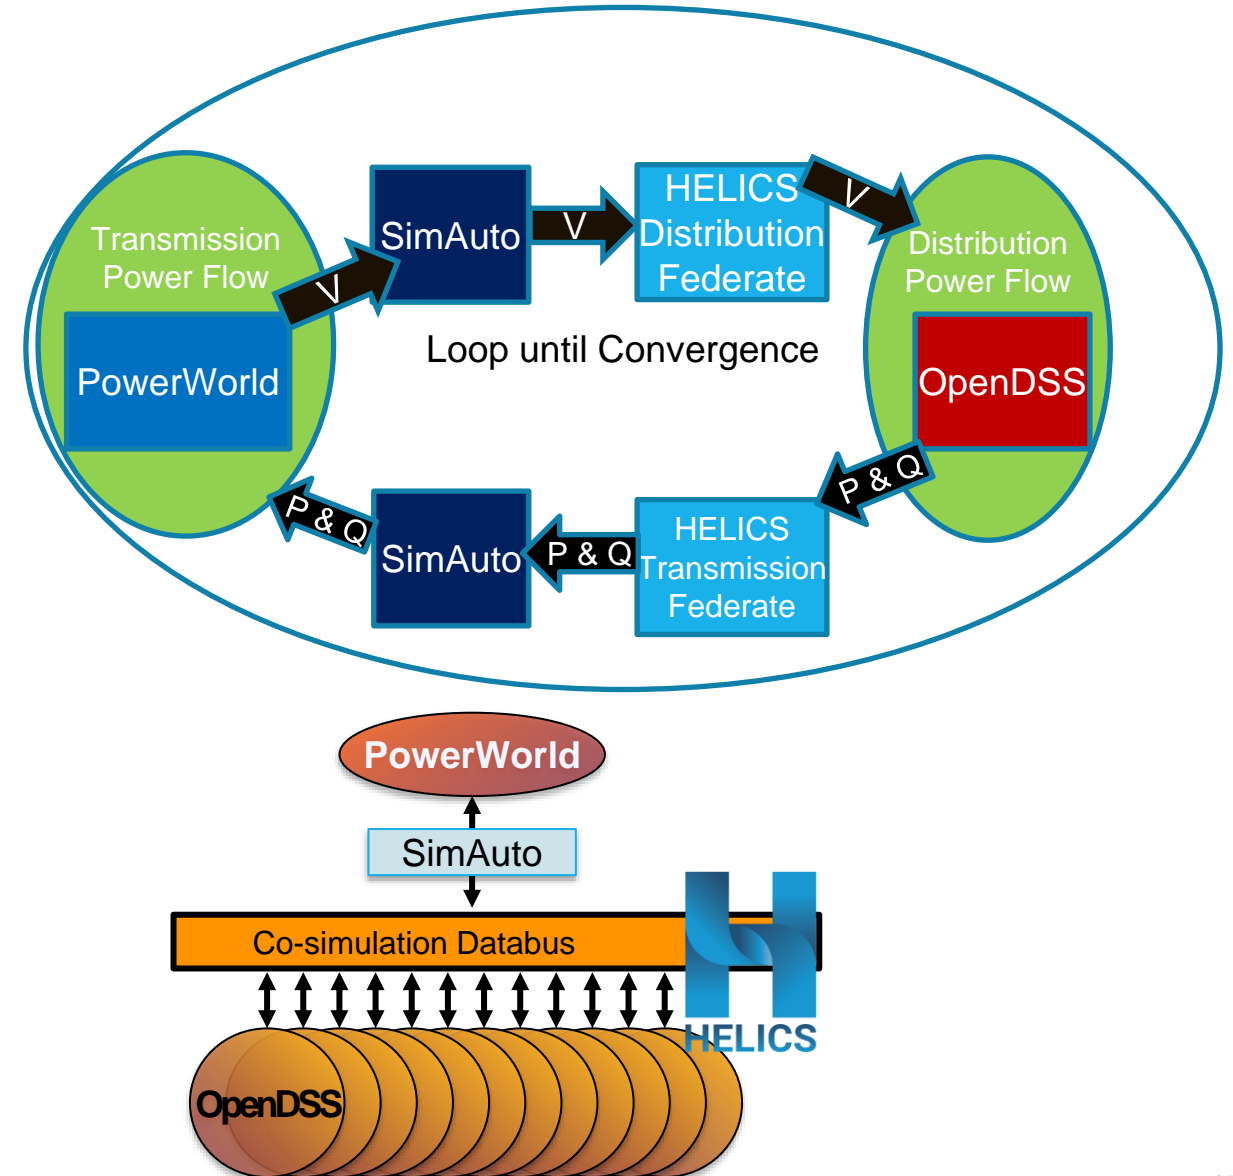 Transmission
Power Flow
V
SimAuto
V
HELICS
Distribution
Federate
V
Distribution
Power Flow
Loop until Convergence
PowerWorld
OpenDSS
P & Q
SimAuto
P & Q
HELICS
Transmission
Federate
P & Q
PowerWorld
SimAuto
Co-simulation Databus
HELICS
OpenDSS